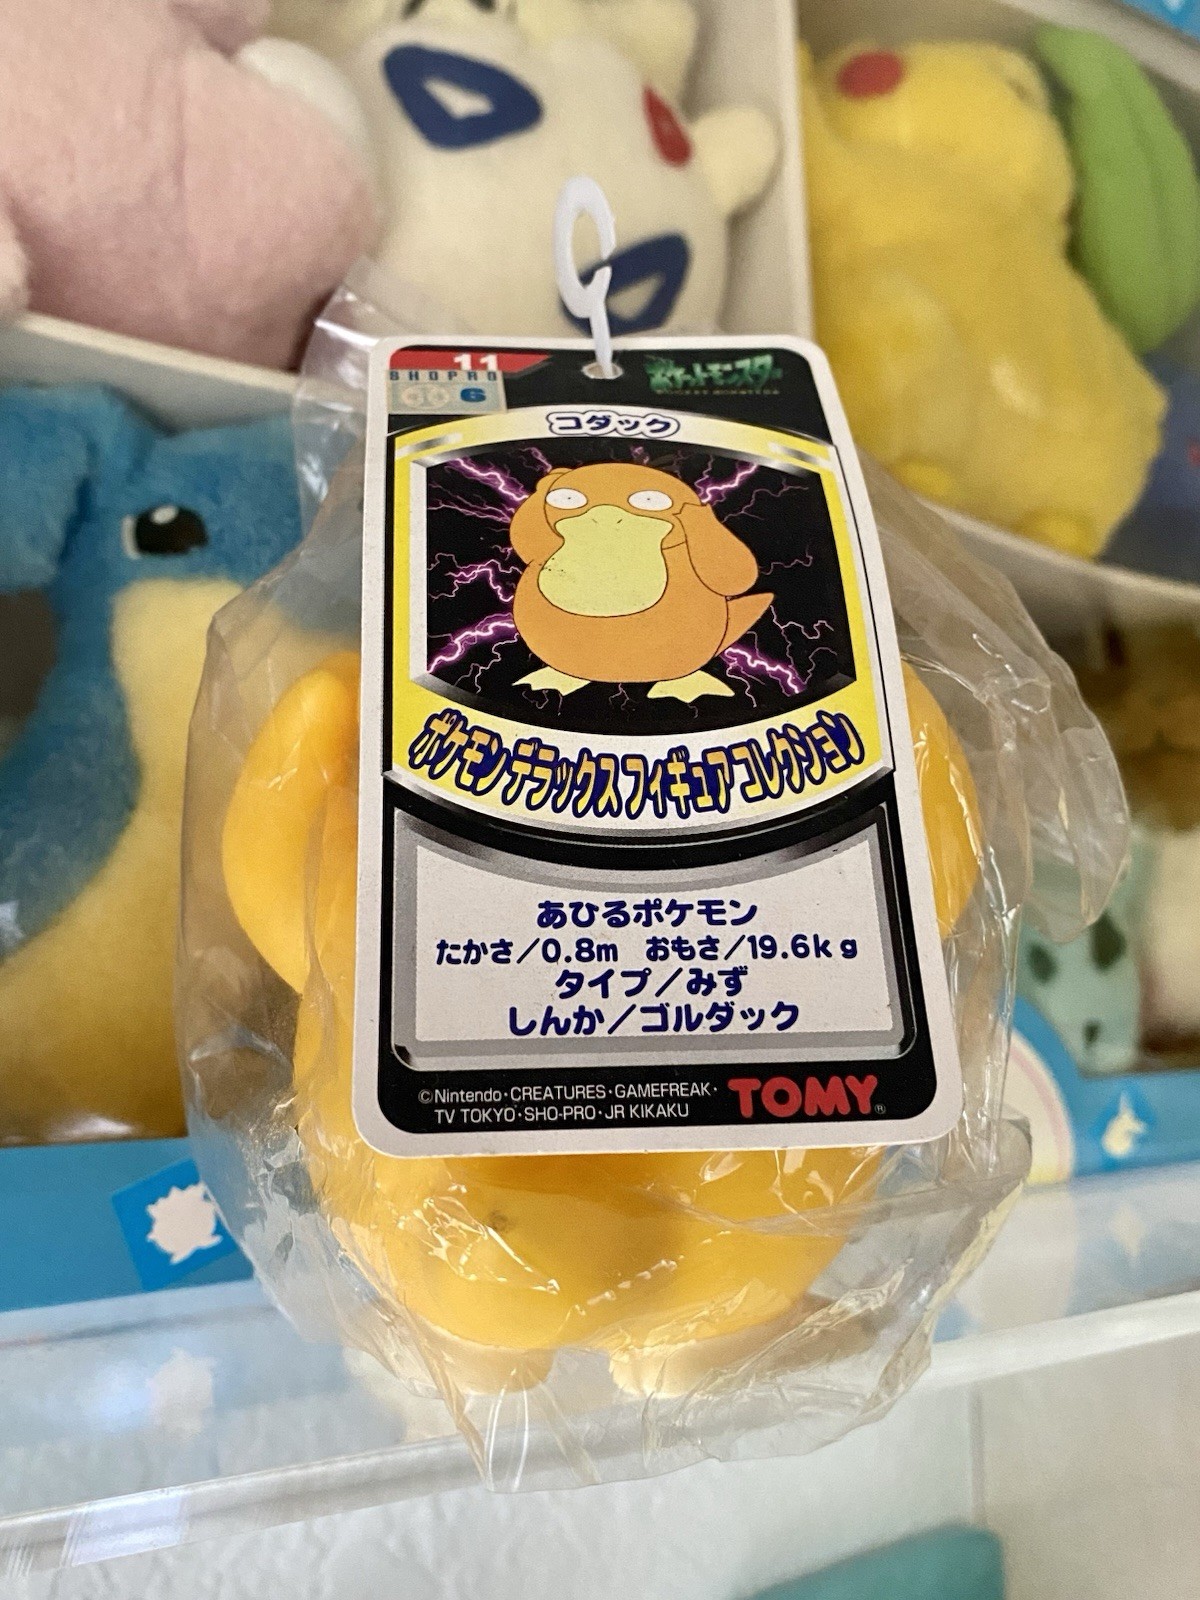 11
SHOPRO
6
ポケットモンスター
POCKET MONSTERS
コダック
ポケモンデラックスフィギュアコレクション
あひるポケモン
たかさ/0.8m おもさ/19.6kg
タイプ/みず
しんか/ゴルダック
©Nintendo・CREATURES・GAMEFREAK・
TV TOKYO・SHO-PRO・JR KIKAKU
TOMY®